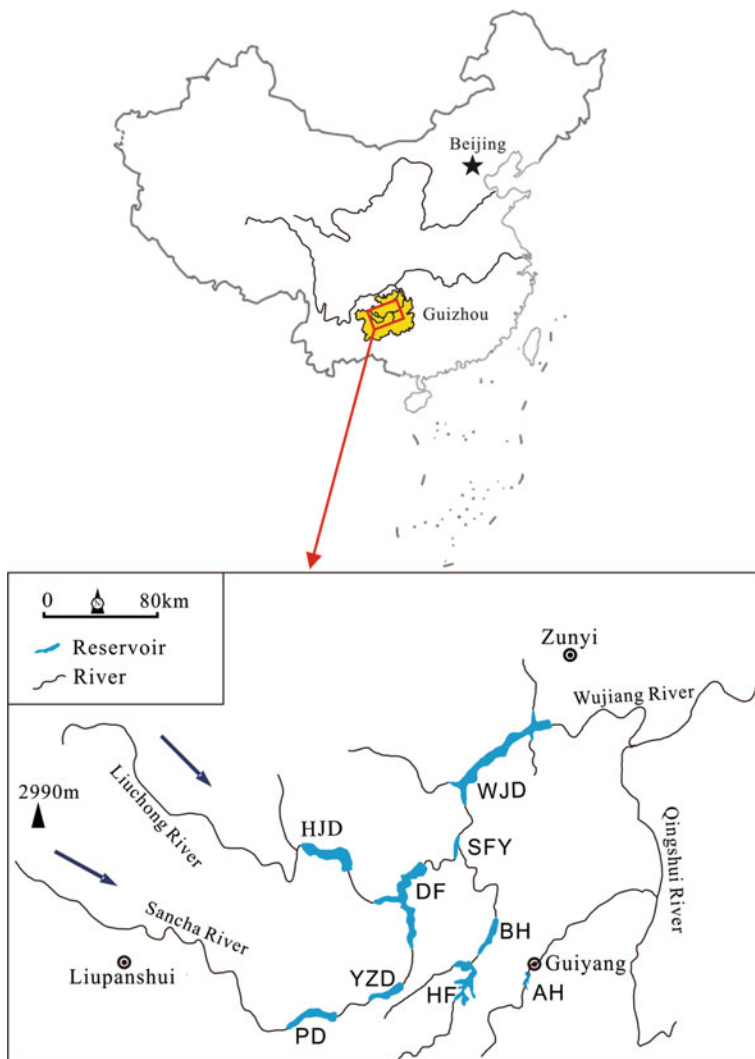 Beijing
Guizhou
0 80km
Reservoir
River
Zunyi
Wujiang River
Liuchong River
2990m
WJD
HJD
SFY
Qingshui River
DF
Sancha River
BH
Liupanshui
YZD
HF
Guiyang
AH
PD